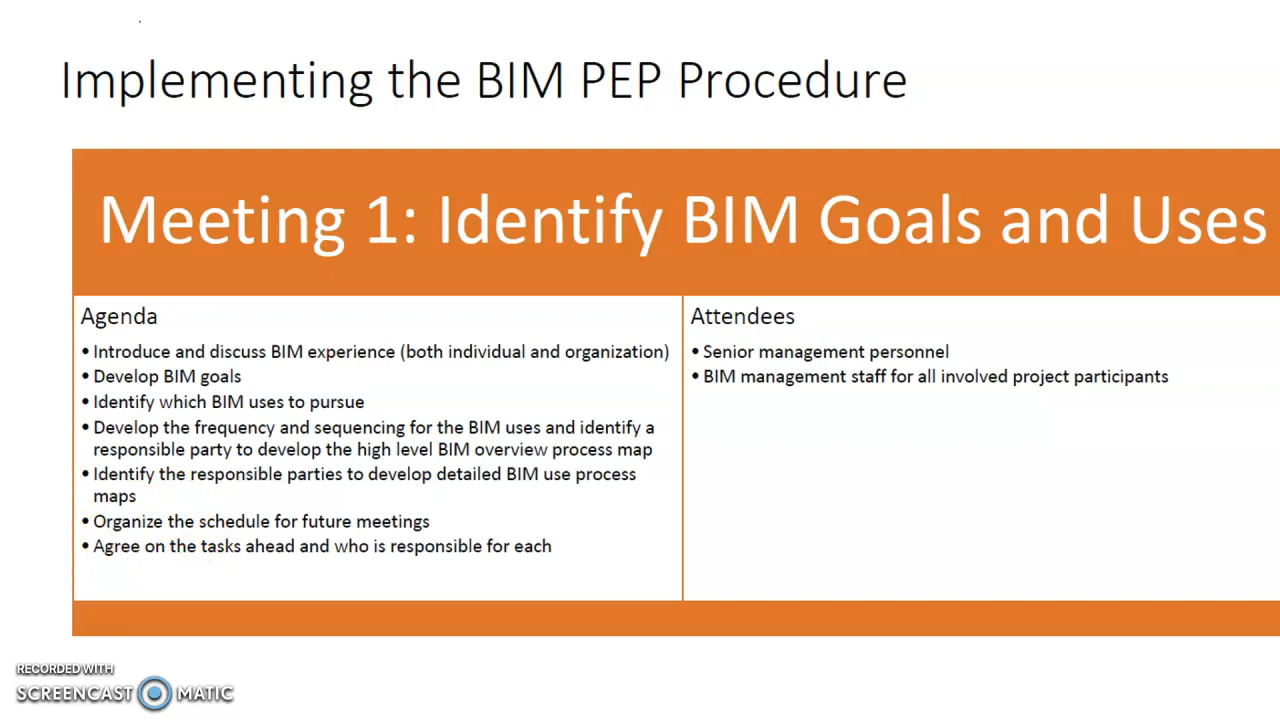 Implementing the BIM PEP Procedure
Meeting 1: Identify BIM Goals and Uses
Agenda
• Introduce and discuss BIM experience (both individual and organization)
• Develop BIM goals
• Identify which BIM uses to pursue
• Develop the frequency and sequencing for the BIM uses and identify a
responsible party to develop the high level BIM overview process map
• Identify the responsible parties to develop detailed BIM use process
maps
• Organize the schedule for future meetings
• Agree on the tasks ahead and who is responsible for each
Attendees
• Senior management personnel
• BIM management staff for all involved project participants
RECORDED WITH
SCREENCAST MATIC